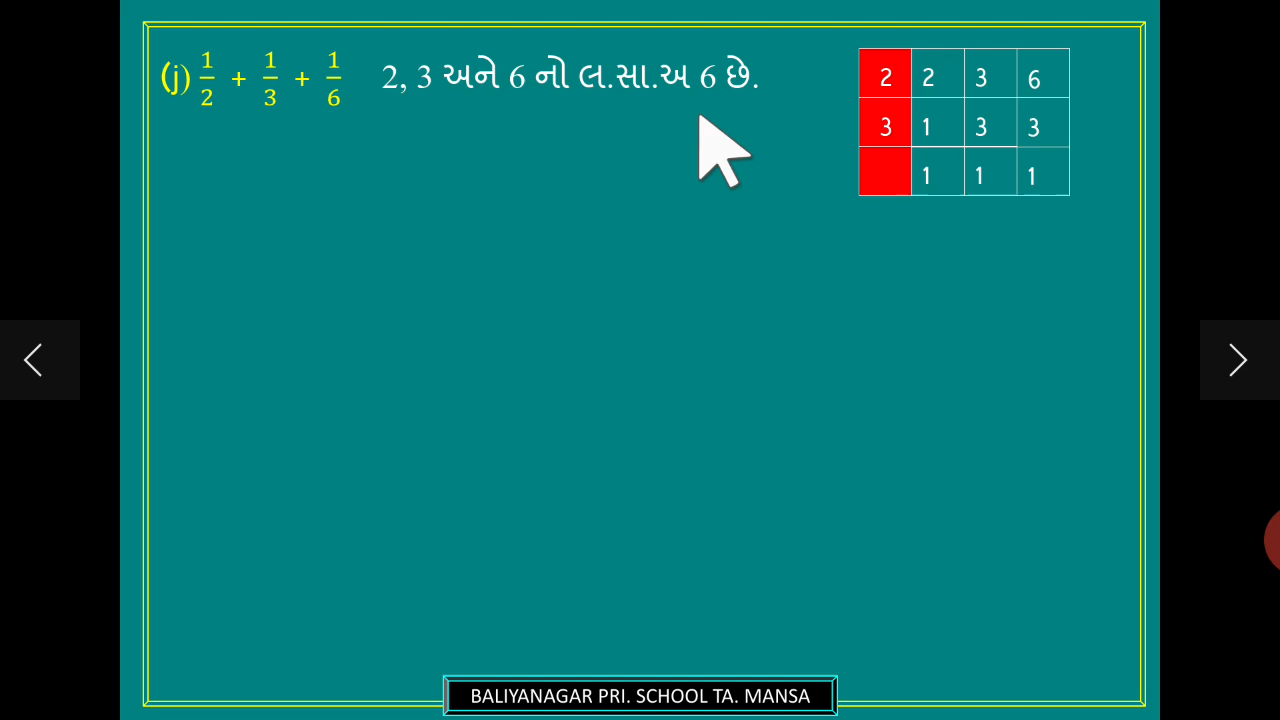 (j) 1/2 + 1/3 + 1/6 2, 3 અને 6 નો લ.સા.અ 6 છે.
2 2 3 6
3 1 3 3
1 1 1
BALIYANAGAR PRI. SCHOOL TA. MANSA